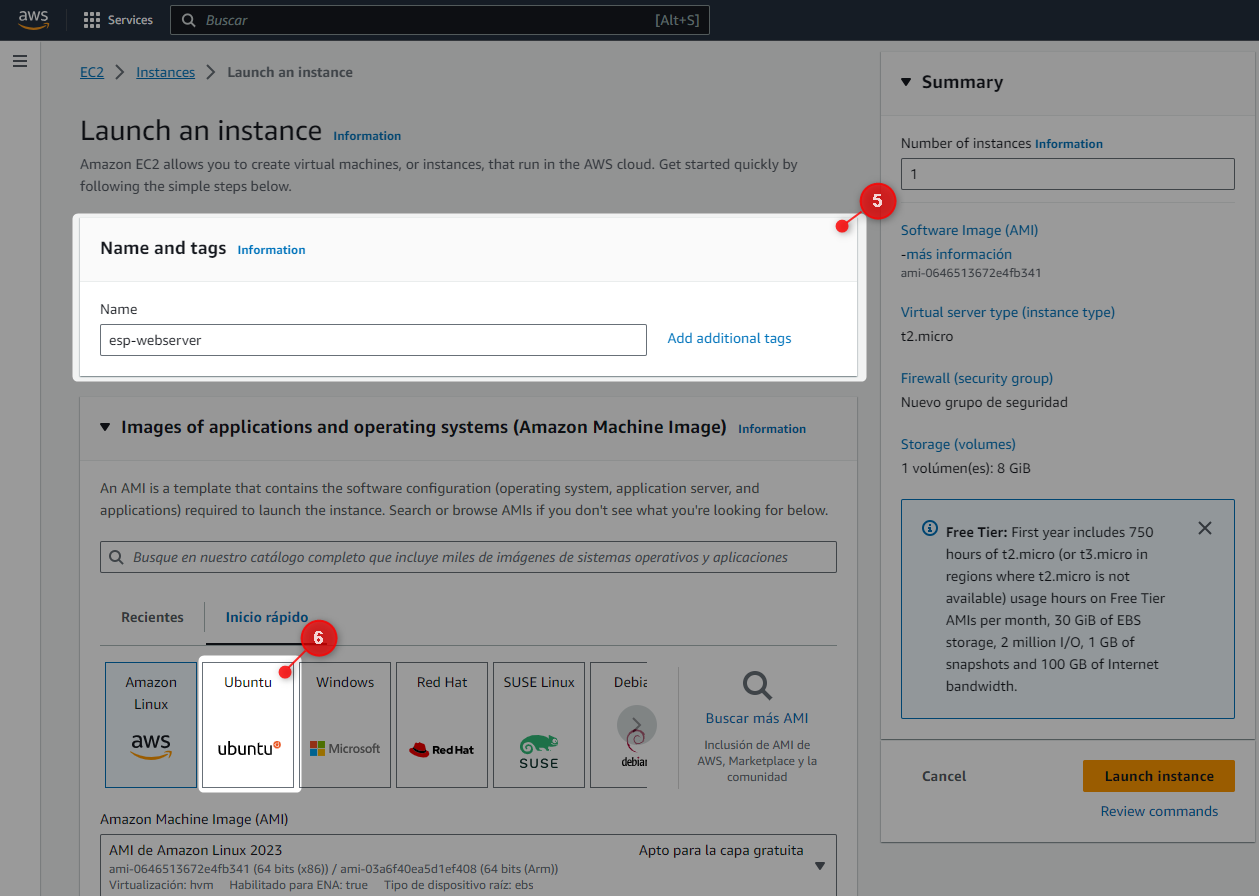 aws
Services
Buscar
[Alt+S]
EC2
Instances
Launch an instance
Launch an instance Information
Amazon EC2 allows you to create virtual machines, or instances, that run in the AWS cloud. Get started quickly by
following the simple steps below.
5
Name and tags Information
Name
esp-webserver
Add additional tags
Images of applications and operating systems (Amazon Machine Image) Information
An AMI is a template that contains the software configuration (operating system, application server, and
applications) required to launch the instance. Search or browse AMIs if you don't see what you're looking for below.
Busque en nuestro catálogo completo que incluye miles de imágenes de sistemas operativos y aplicaciones
Recientes
Inicio rápido
6
Amazon
Linux
aws
Ubuntu
ubuntu
Windows
Microsoft
Red Hat
Red Hat
SUSE Linux
SUSE
Debia
debian
Buscar más AMI
Inclusión de AMI de
AWS, Marketplace y la
comunidad
Amazon Machine Image (AMI)
AMI de Amazon Linux 2023
Apto para la capa gratuita
ami-0646513672e4fb341 (64 bits (x86)) / ami-03a6f40ea5d1ef408 (64 bits (Arm))
Virtualización: hvm Habilitado para ENA: true Tipo de dispositivo raíz: ebs
Summary
Number of instances Information
1
Software Image (AMI)
-más información
ami-0646513672e4fb341
Virtual server type (instance type)
t2.micro
Firewall (security group)
Nuevo grupo de seguridad
Storage (volumes)
1 volúmen(es): 8 GiB
Free Tier: First year includes 750
hours of t2.micro (or t3.micro in
regions where t2.micro is not
available) usage hours on Free Tier
AMIs per month, 30 GiB of EBS
storage, 2 million I/O, 1 GB of
snapshots and 100 GB of Internet
bandwidth.
Cancel
Launch instance
Review commands